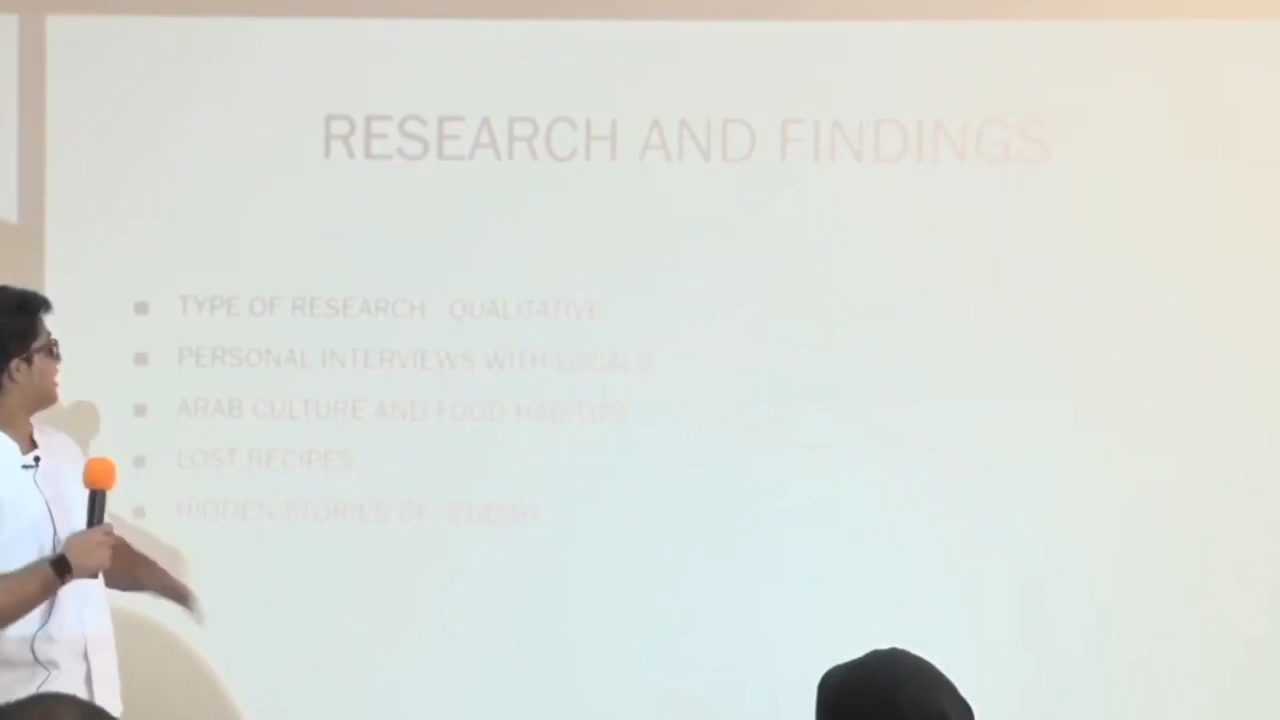 RESEARCH AND FINDINGS
TYPE OF RESEARCH QUALITATIVE
PERSONAL INTERVIEWS WITH LOCALS
ARAB CULTURE AND FOOD
LOST RECIPES
HIDDEN STORIES OF